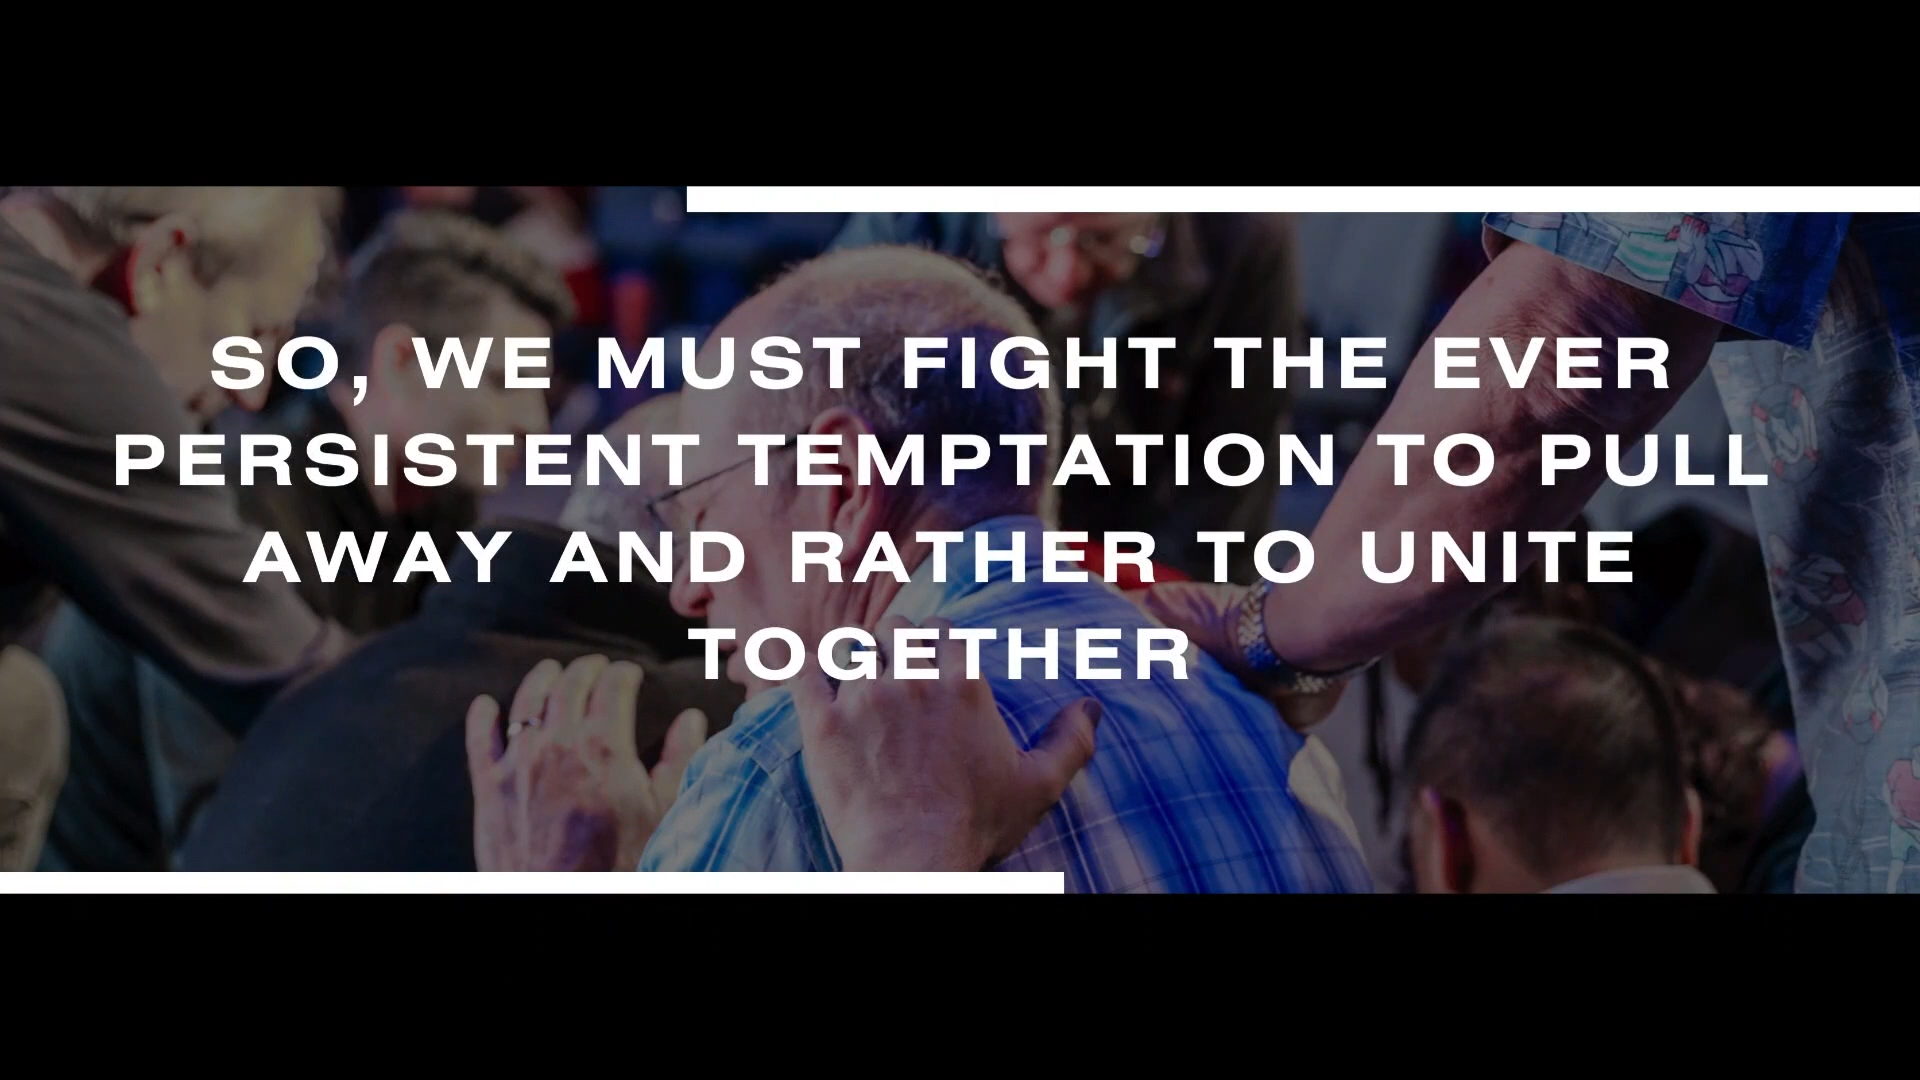 SO, WE MUST FIGHT THE EVER
PERSISTENT TEMPTATION TO PULL
AWAY AND RATHER TO UNITE
TOGETHER